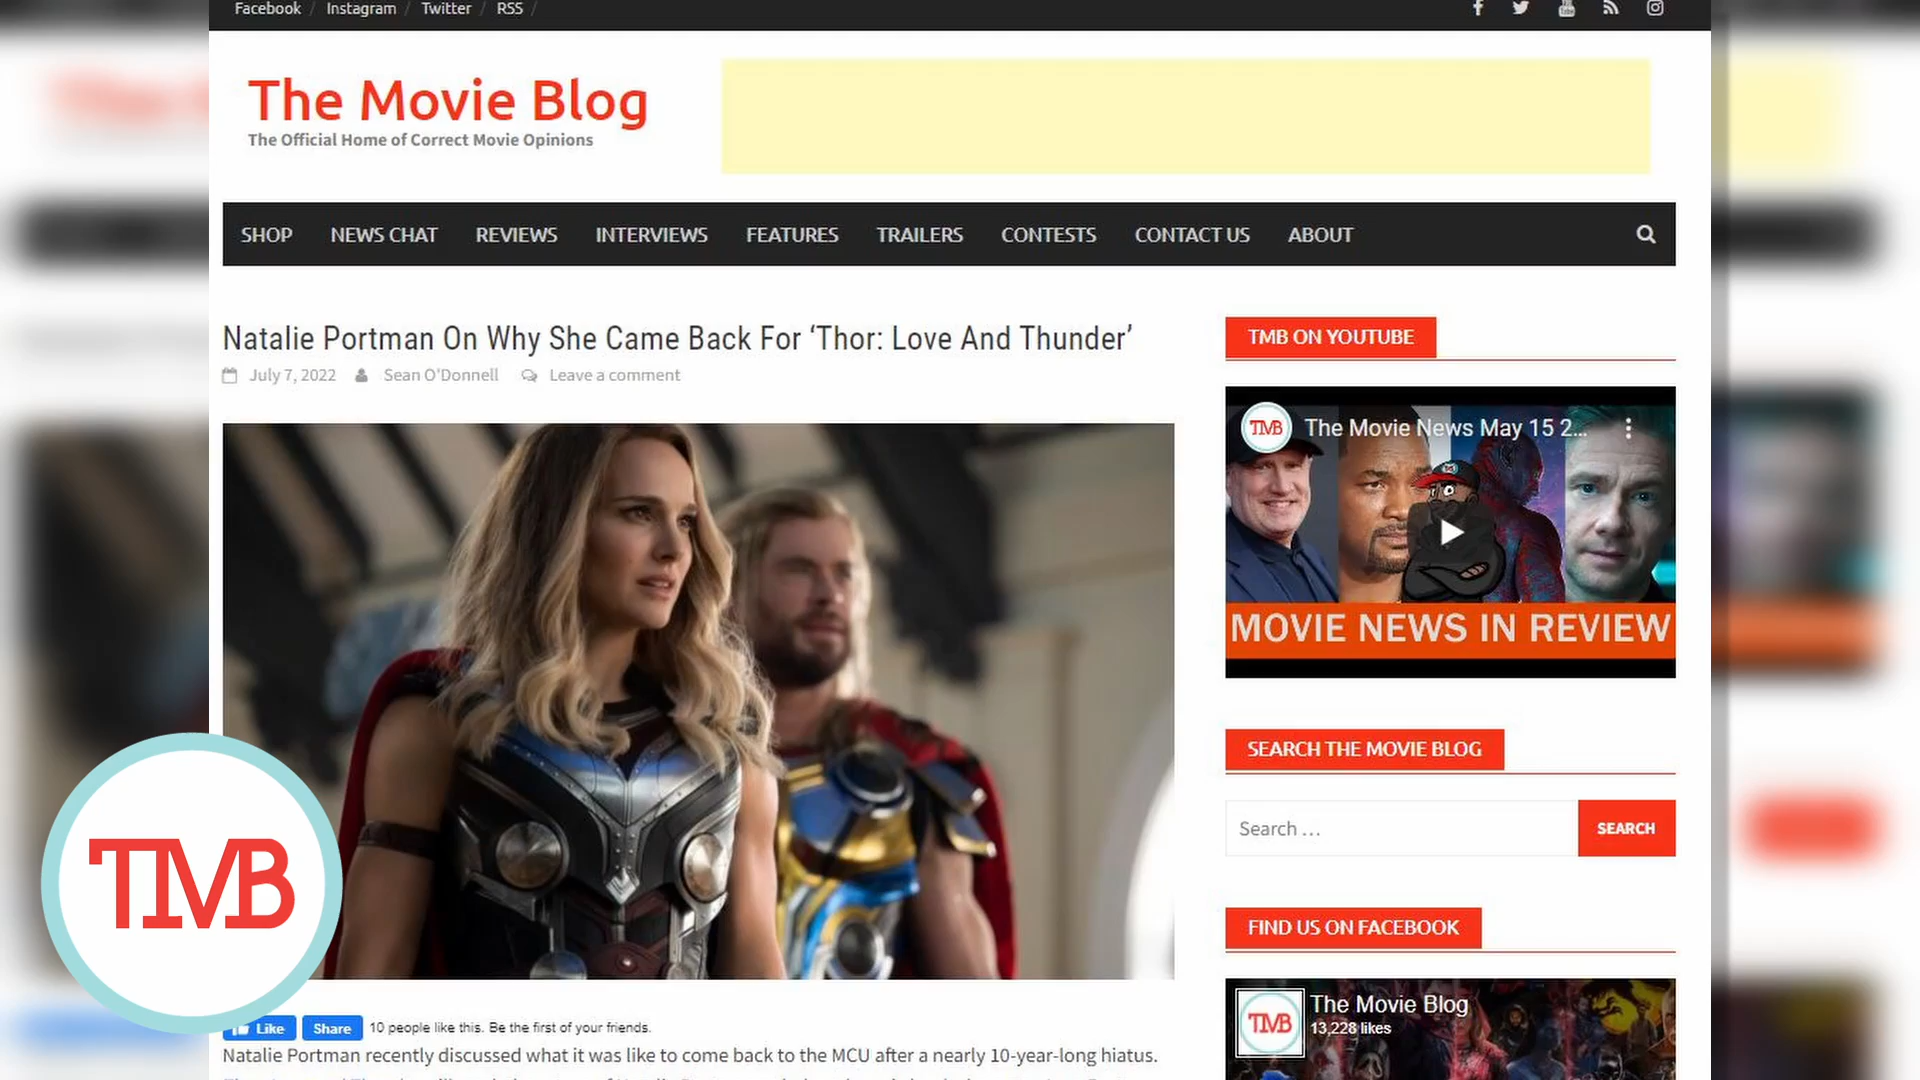 Facebook / Instagram / Twitter / RSS /
The Movie Blog
The Official Home of Correct Movie Opinions
SHOP NEWS CHAT REVIEWS INTERVIEWS FEATURES TRAILERS CONTESTS CONTACT US ABOUT
Natalie Portman On Why She Came Back For ‘Thor: Love And Thunder’
July 7, 2022 Sean O'Donnell Leave a comment
TMB ON YOUTUBE
TMB The Movie News May 15 2...
MOVIE NEWS IN REVIEW
SEARCH THE MOVIE BLOG
Search …
SEARCH
FIND US ON FACEBOOK
TMB
The Movie Blog
13,228 likes
TMB
Like Share 10 people like this. Be the first of your friends.
Natalie Portman recently discussed what it was like to come back to the MCU after a nearly 10-year-long hiatus.